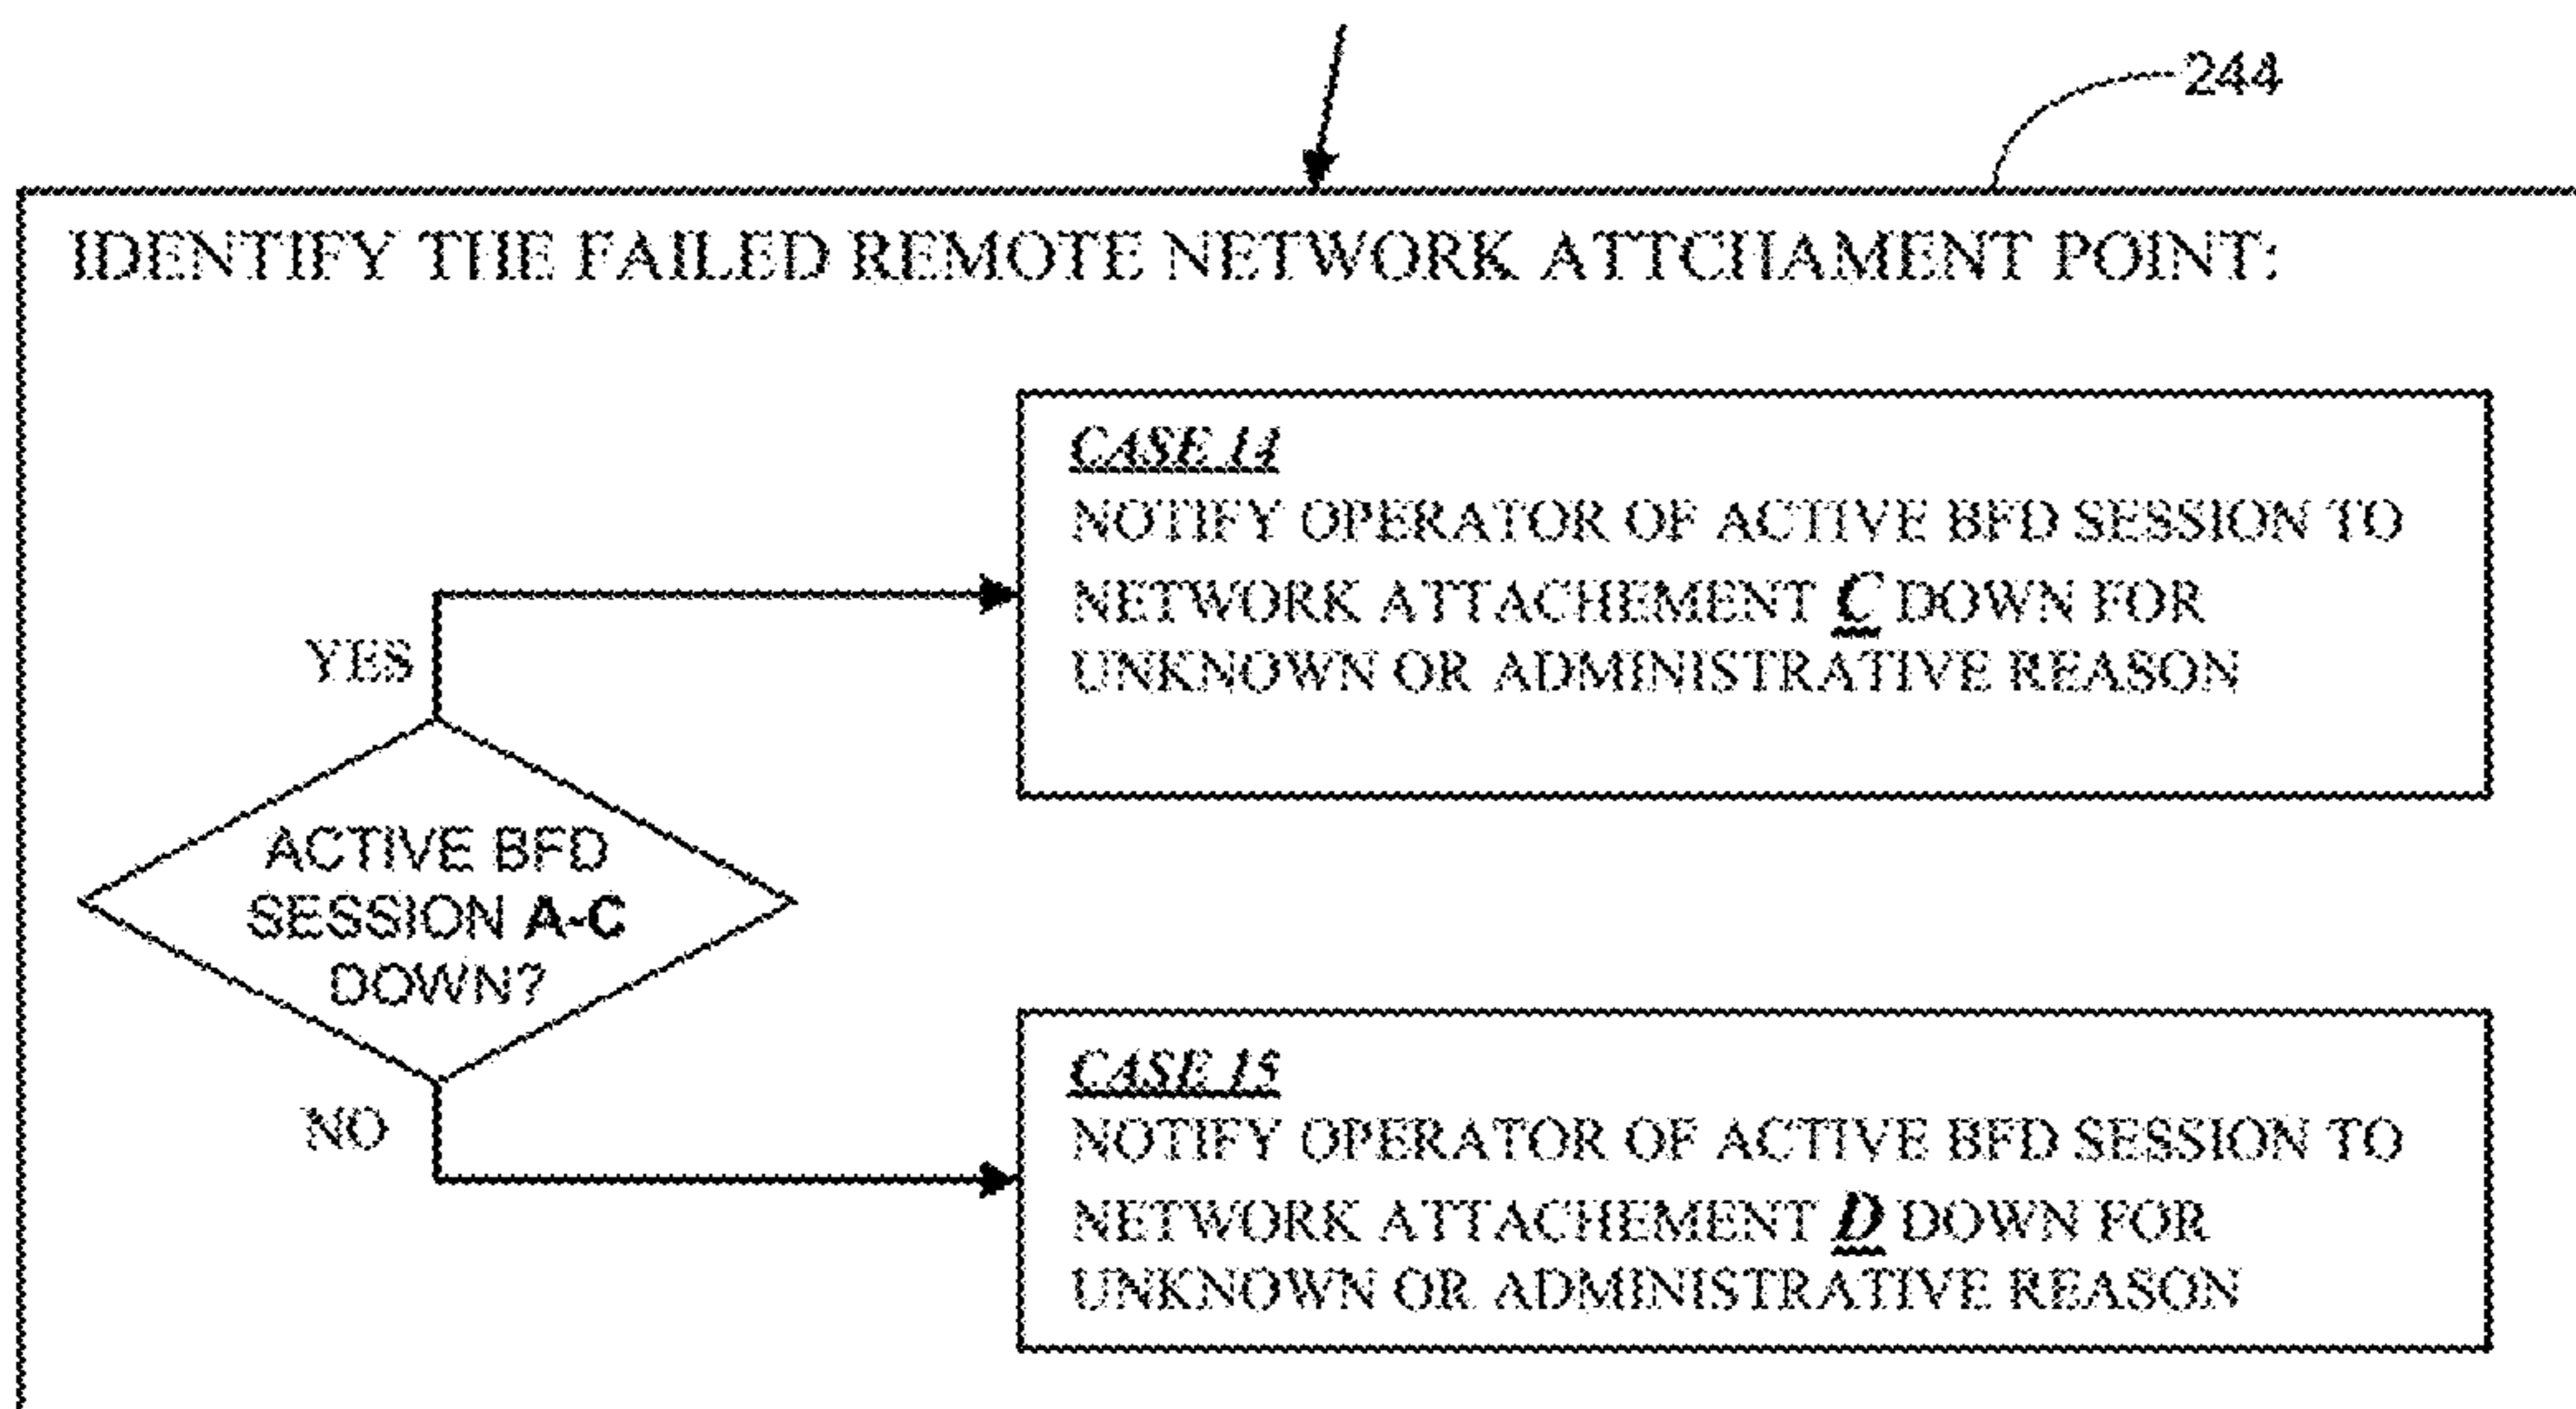 244
IDENTIFY THE FAILED REMOTE NETWORK ATTCHAMENT POINT:
CASE 14
NOTIFY OPERATOR OF ACTIVE BFD SESSION TO
NETWORK ATTACHEMENT C DOWN FOR
UNKNOWN OR ADMINISTRATIVE REASON
YES
ACTIVE BFD
SESSION A-C
DOWN?
NO
CASE 15
NOTIFY OPERATOR OF ACTIVE BFD SESSION TO
NETWORK ATTACHEMENT D DOWN FOR
UNKNOWN OR ADMINISTRATIVE REASON